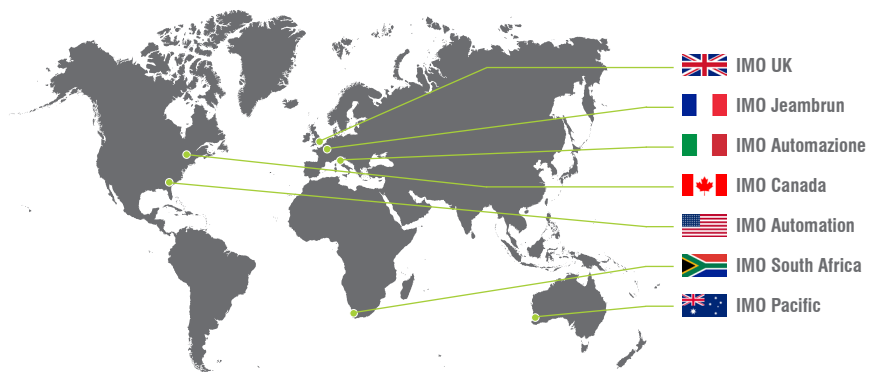 IMO UK
IMO Jeambrun
IMO Automazione
IMO Canada
IMO Automation
IMO South Africa
IMO Pacific